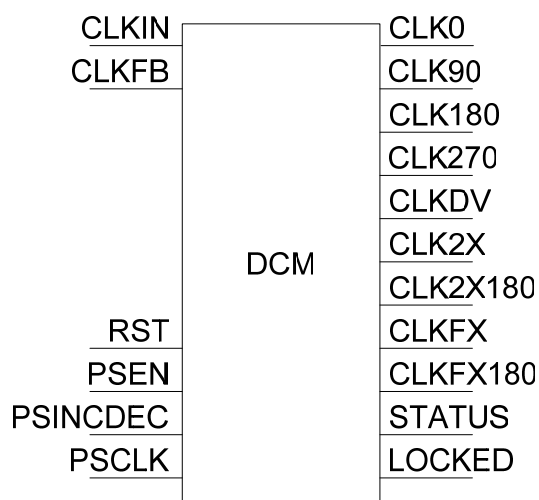 CLKIN
CLKFB
RST
PSEN
PSINCDEC
PSCLK
DCM
CLK0
CLK90
CLK180
CLK270
CLKDV
CLK2X
CLK2X180
CLKFX
CLKFX180
STATUS
LOCKED